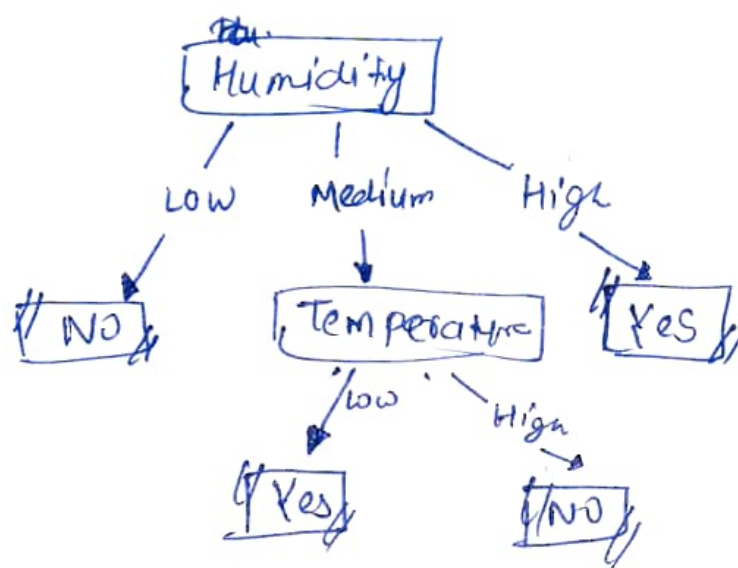 Humidity
LOW Medium High
NO Temperature YeS
LOW High
Yes NO